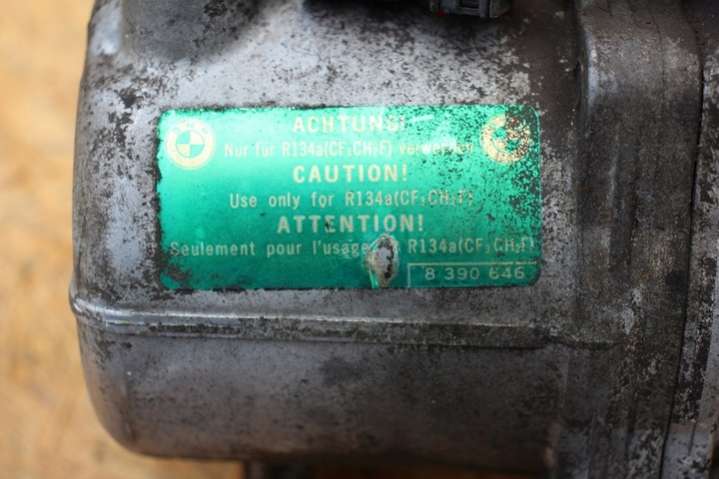 ACHTUNG!
Nur für R134a(CF₃CH₂F) verwenden
CAUTION!
Use only for R134a(CF₃CH₂F)
ATTENTION!
Seulement pour l'usage R134a(CF₃CH₂F)
8 390 646